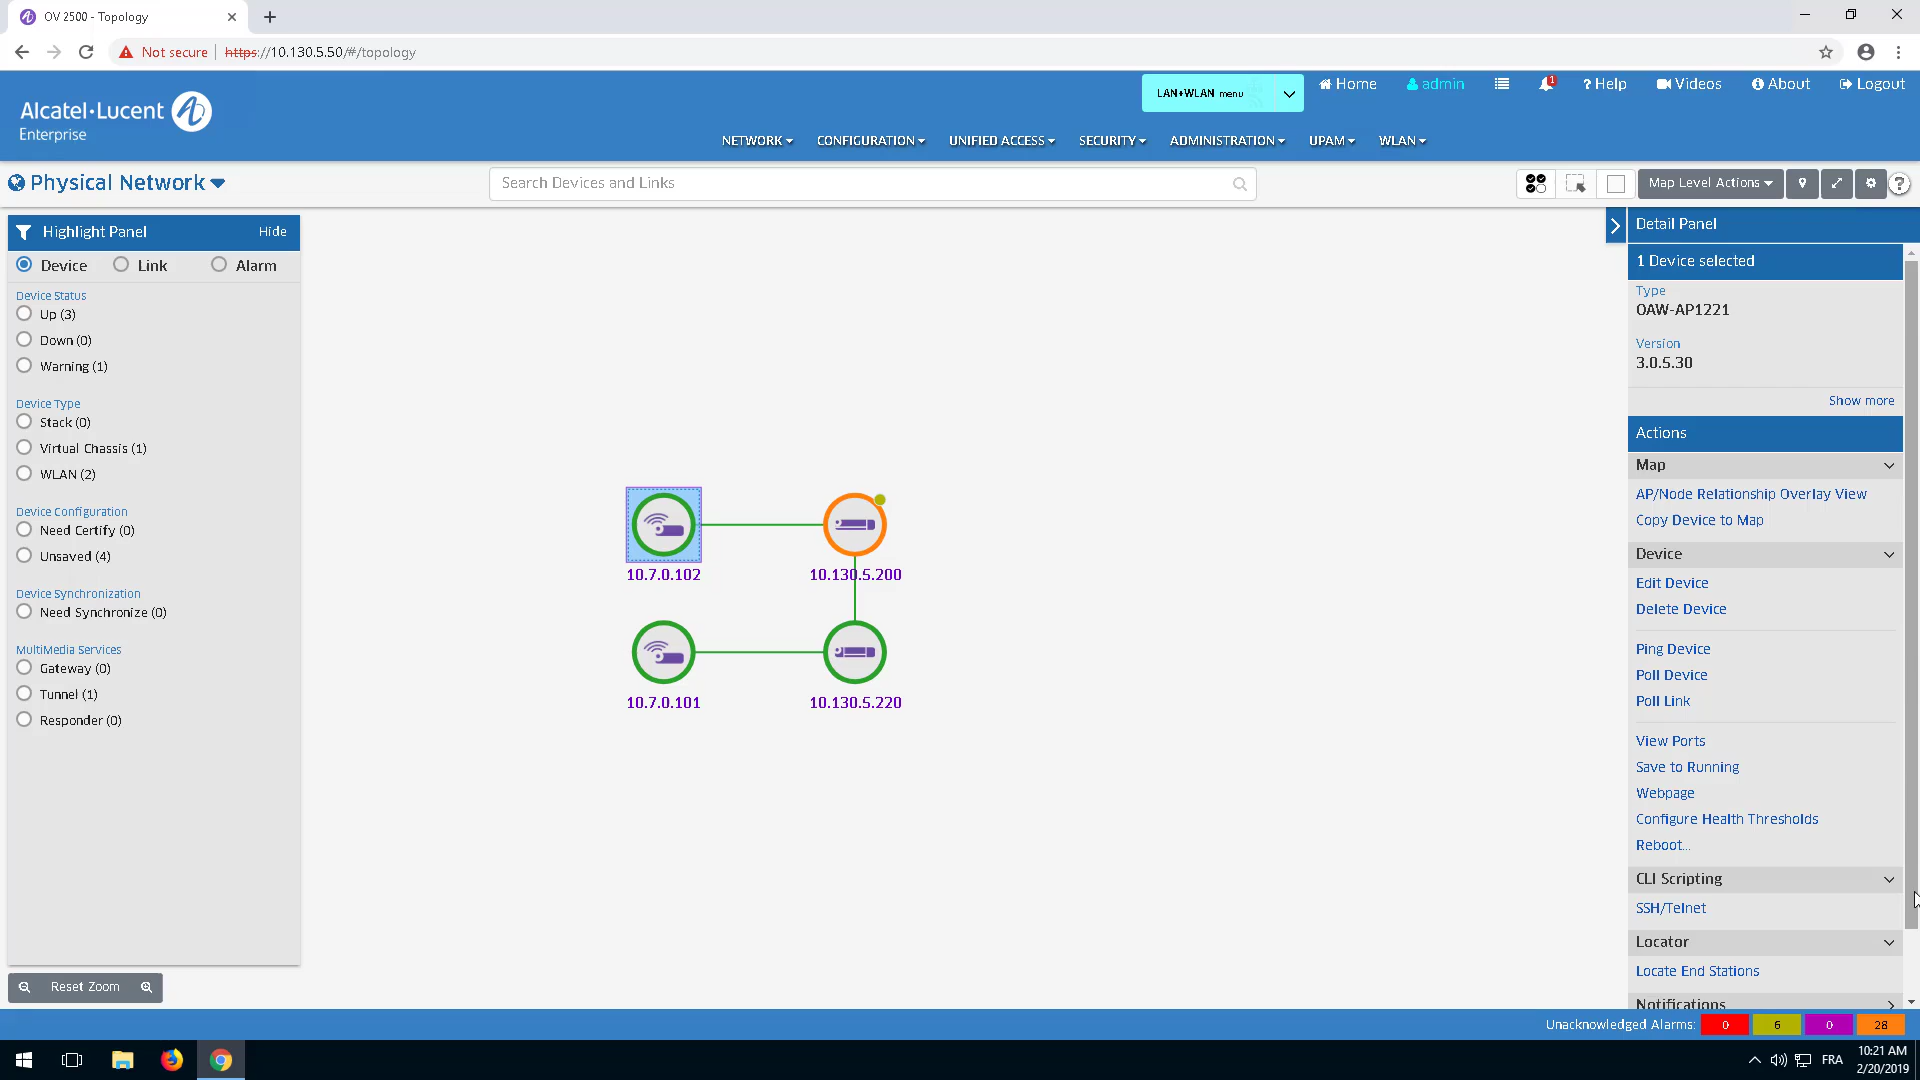 OV 2500 - Topology
Not secure
https://10.130.5.50/#/topology
LAN+WLAN menu
Home
admin
1
? Help
Videos
About
Logout
Alcatel·Lucent
Enterprise
NETWORK
CONFIGURATION
UNIFIED ACCESS
SECURITY
ADMINISTRATION
UPAM
WLAN
Physical Network
Search Devices and Links
Map Level Actions
?
Highlight Panel
Hide
Device
Link
Alarm
Device Status
Up (3)
Down (0)
Warning (1)
Device Type
Stack (0)
Virtual Chassis (1)
WLAN (2)
Device Configuration
Need Certify (0)
Unsaved (4)
Device Synchronization
Need Synchronize (0)
MultiMedia Services
Gateway (0)
Tunnel (1)
Responder (0)
Reset Zoom
10.7.0.102
10.130.5.200
10.7.0.101
10.130.5.220
Detail Panel
1 Device selected
Type
OAW-AP1221
Version
3.0.5.30
Show more
Actions
Map
AP/Node Relationship Overlay View
Copy Device to Map
Device
Edit Device
Delete Device
Ping Device
Poll Device
Poll Link
View Ports
Save to Running
Webpage
Configure Health Thresholds
Reboot...
CLI Scripting
SSH/Telnet
Locator
Locate End Stations
Notifications
Unacknowledged Alarms:
0
6
0
28
FRA
10:21 AM
2/20/2019